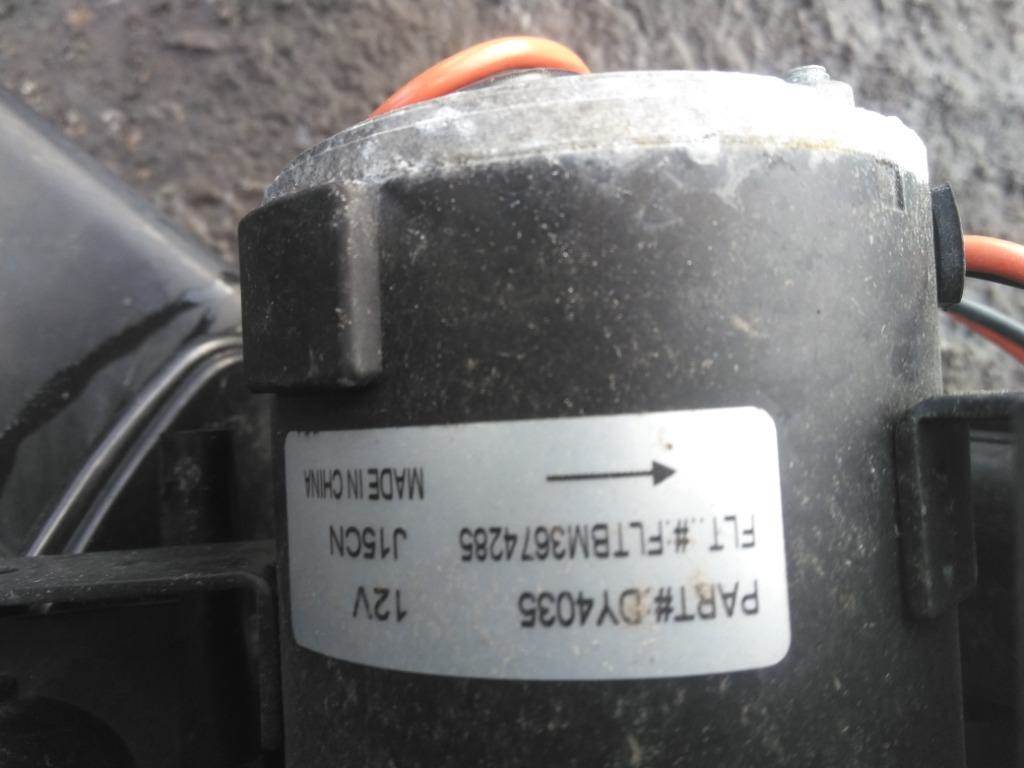 PART#:DY4035 12V
FLT..#:FLTBM3674285 J15CN
MADE IN CHINA